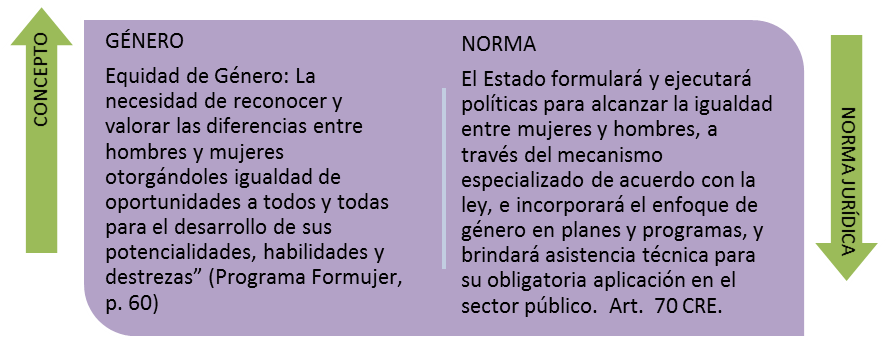 CONCEPTO
GÉNERO
Equidad de Género: La
necesidad de reconocer y
valorar las diferencias entre
hombres y mujeres
otorgándoles igualdad de
oportunidades a todos y todas
para el desarrollo de sus
potencialidades, habilidades y
destrezas” (Programa Formujer,
p. 60)
NORMA
El Estado formulará y ejecutará
políticas para alcanzar la igualdad
entre mujeres y hombres, a
través del mecanismo
especializado de acuerdo con la
ley, e incorporará el enfoque de
género en planes y programas, y
brindará asistencia técnica para
su obligatoria aplicación en el
sector público.  Art.  70 CRE.
NORMA JURÍDICA